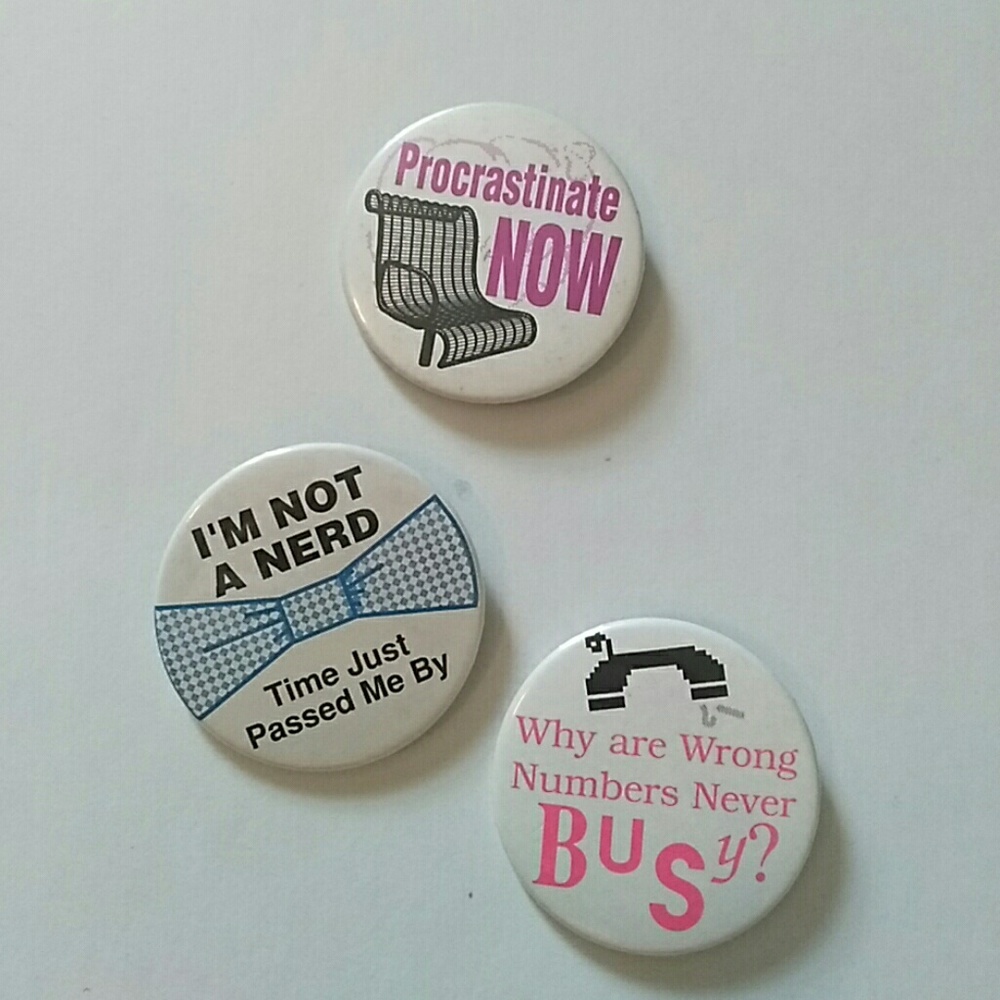 Procrastinate
NOW
I'M NOT
A NERD
Time Just
Passed Me By
Why are Wrong
Numbers Never
BUSy?